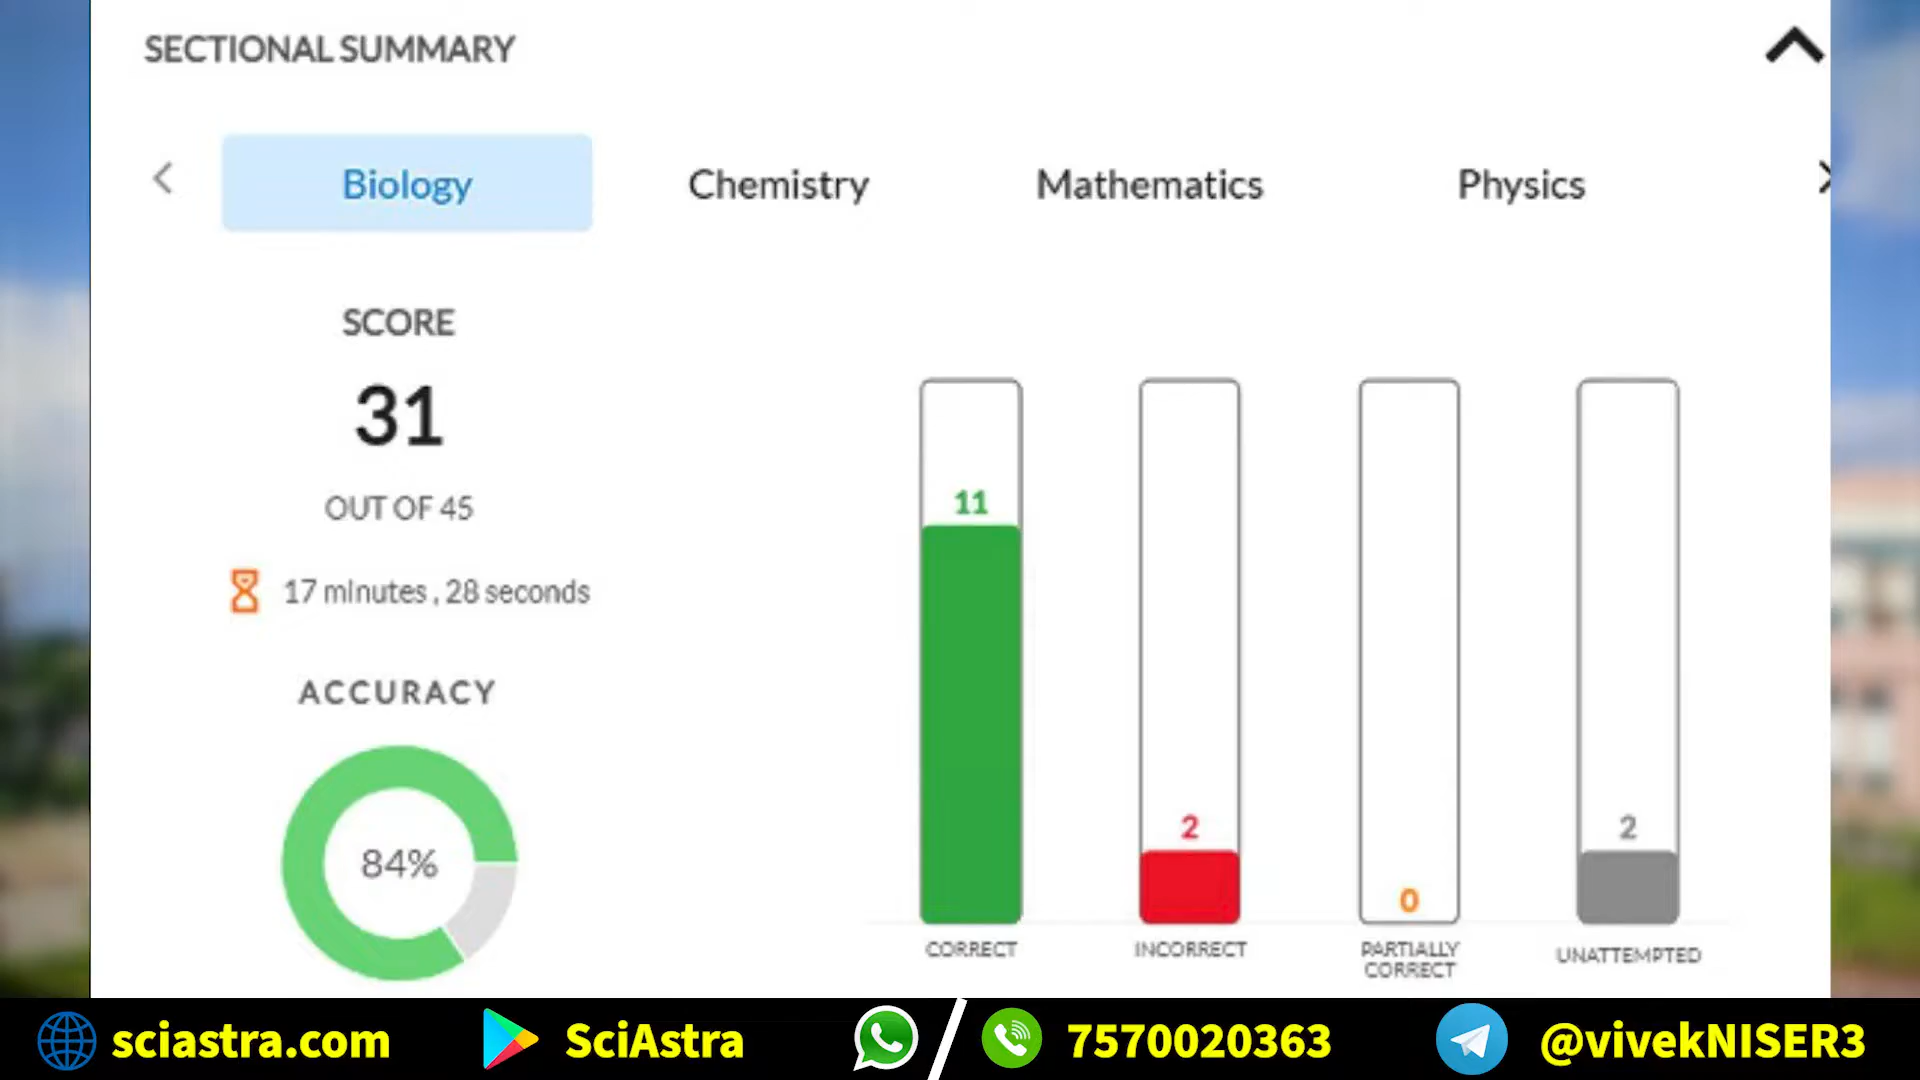 SECTIONAL SUMMARY
Biology Chemistry Mathematics Physics
SCORE
31
OUT OF 45
17 minutes , 28 seconds
ACCURACY
84%
11
2
0
2
CORRECT
INCORRECT
PARTIALLY
CORRECT
UNATTEMPTED
sciastra.com SciAstra 7570020363 @vivekNISER3